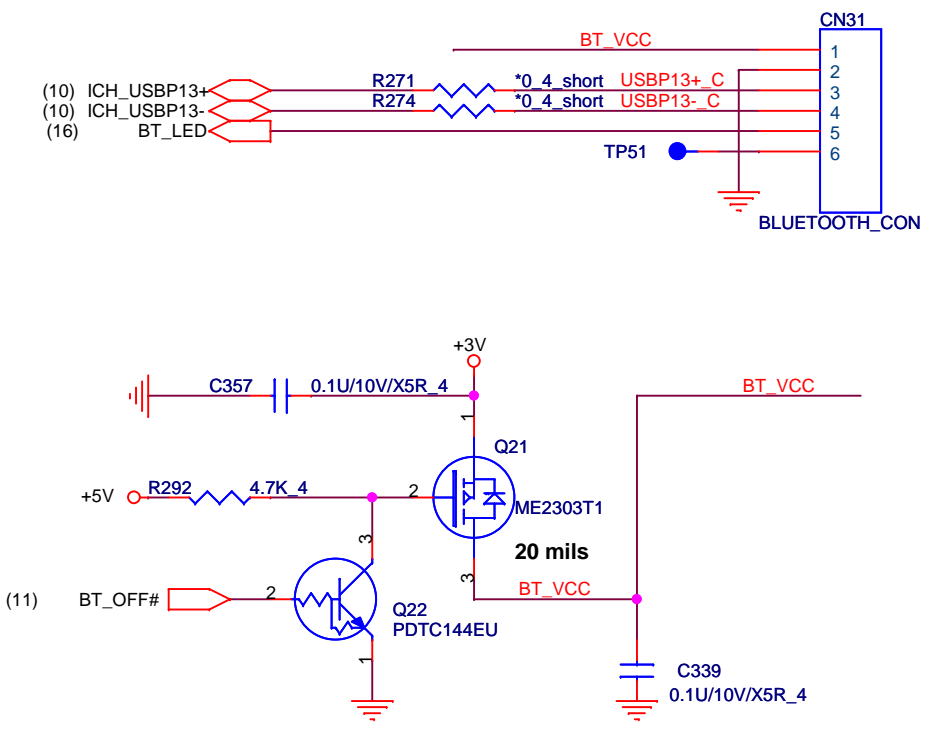 CN31
BT_VCC
1
2
(10) ICH_USBP13+ R271 *0_4_short USBP13+_C 3
(10) ICH_USBP13- R274 *0_4_short USBP13-_C 4
(16) BT_LED 5
TP51 6
BLUETOOTH_CON
+3V
C357 0.1U/10V/X5R_4
BT_VCC
1
Q21
+5V R292 4.7K_4 2
ME2303T1
3
20 mils
3
BT_VCC
(11) BT_OFF# 2
Q22
PDTC144EU
1
C339
0.1U/10V/X5R_4